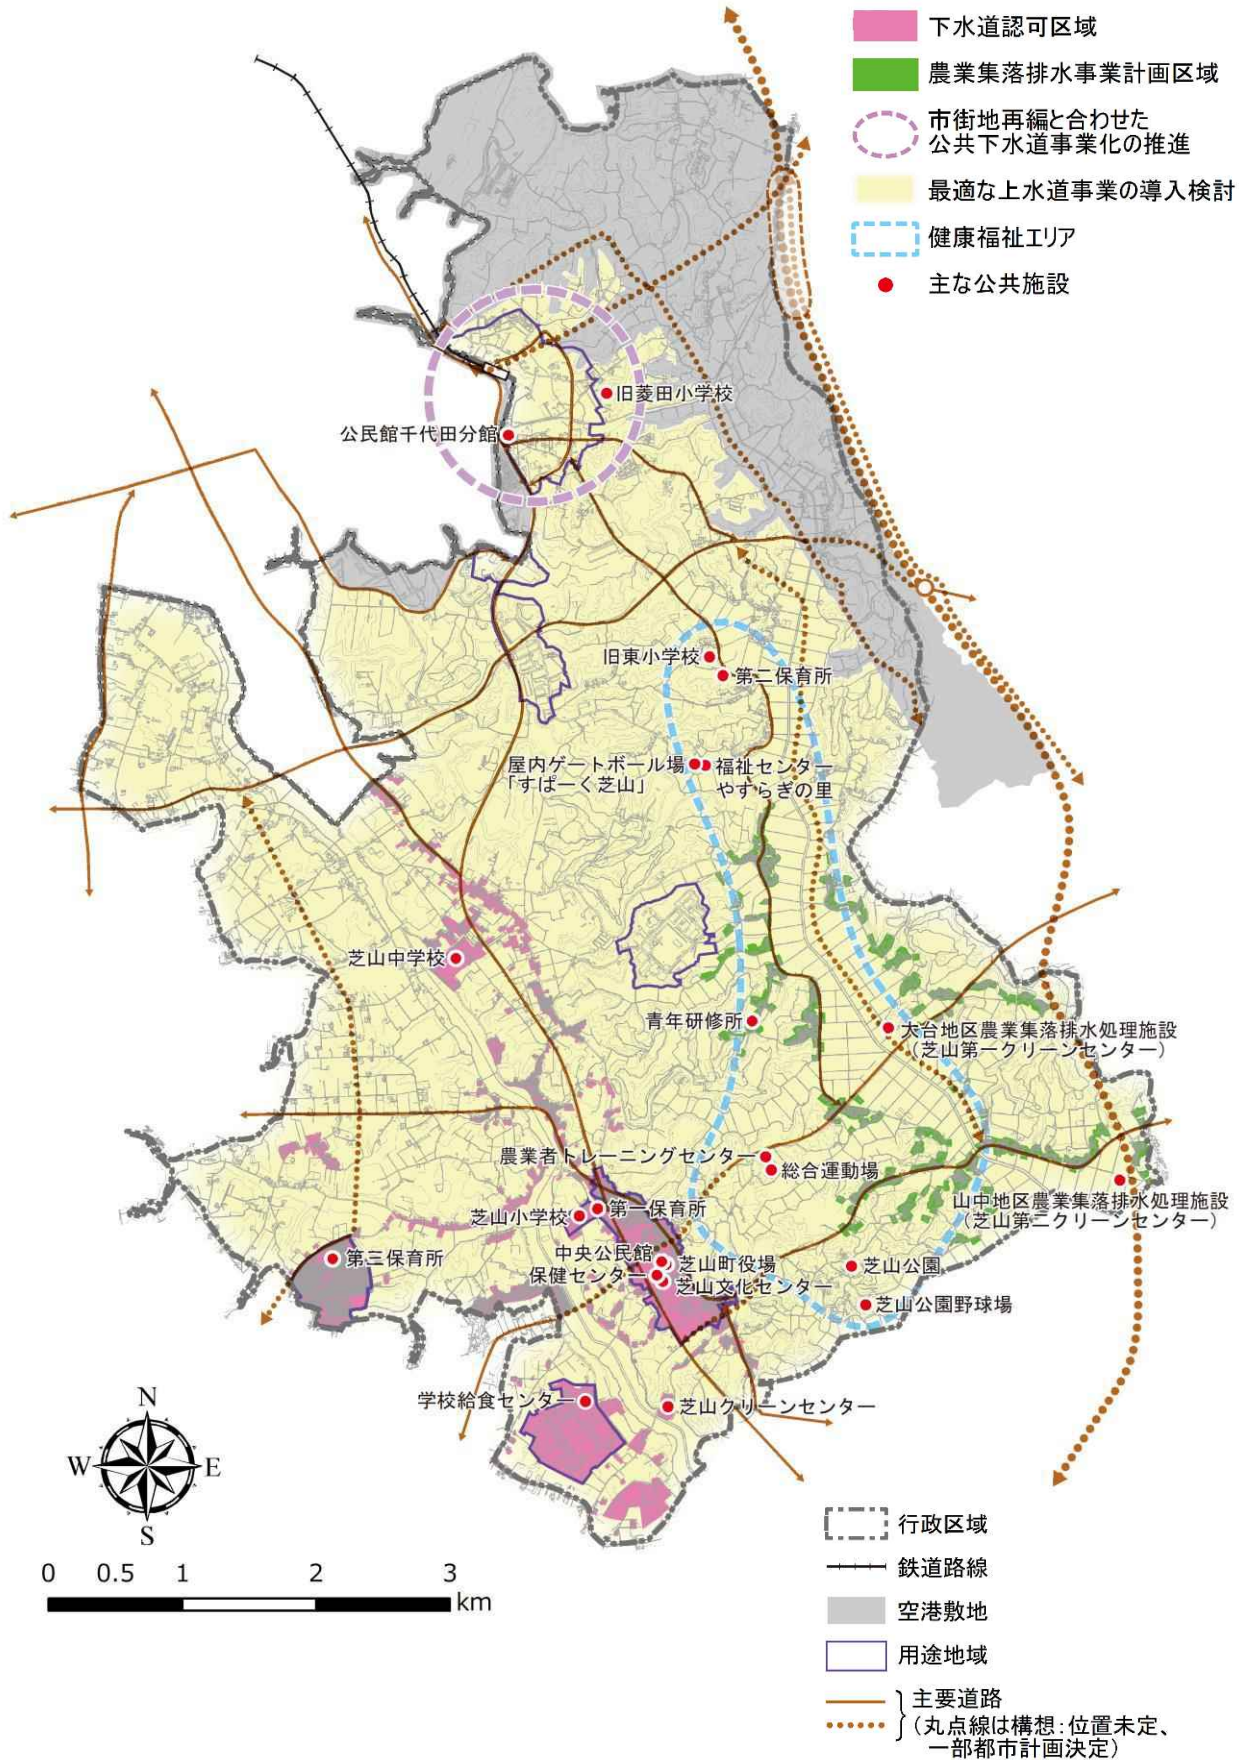 下水道認可区域
農業集落排水事業計画区域
市街地再編と合わせた
公共下水道事業化の推進
最適な上水道事業の導入検討
健康福祉エリア
主な公共施設
旧菱田小学校
公民館千代田分館
旧東小学校
第二保育所
屋内ゲートボール場
「すぱーく芝山」
福祉センター
やすらぎの里
芝山中学校
青年研修所
大台地区農業集落排水処理施設
(芝山第一クリーンセンター)
農業者トレーニングセンター
総合運動場
山中地区農業集落排水処理施設
(芝山第二クリーンセンター)
芝山小学校
第一保育所
第三保育所
中央公民館
保健センター
芝山町役場
芝山文化センター
芝山公園
芝山公園野球場
学校給食センター
芝山クリーンセンター
N
W
E
S
0 0.5 1 2 3
km
行政区域
鉄道路線
空港敷地
用途地域
主要道路
(丸点線は構想:位置未定、
一部都市計画決定)